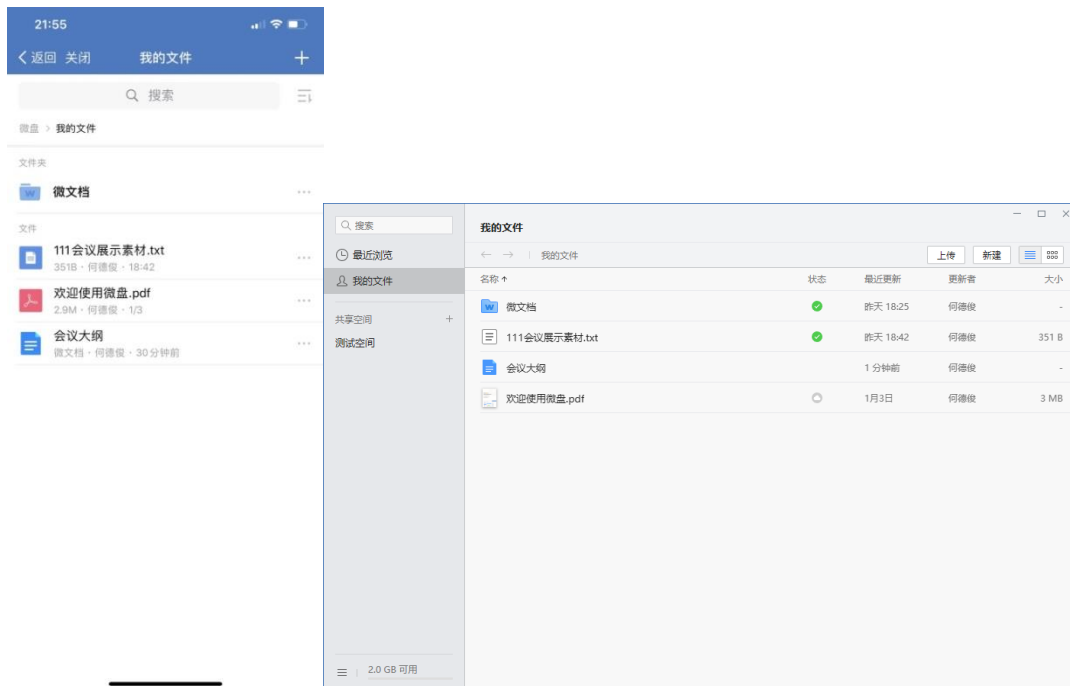 21:55
返回 关闭 我的文件 +
搜索
微盘 > 我的文件
文件夹
微文档
文件
111会议展示素材.txt
351B · 何德俊 · 18:42
欢迎使用微盘.pdf
2.9M · 何德俊 · 1/3
会议大纲
微文档 · 何德俊 · 30分钟前
搜索
最近浏览
我的文件
共享空间 +
测试空间
2.0 GB 可用
我的文件
← → | 我的文件 上传 新建
名称 ↑ 状态 最近更新 更新者 大小
W 微文档 昨天 18:25 何德俊 -
111会议展示素材.txt 昨天 18:42 何德俊 351 B
会议大纲 1 分钟前 何德俊 -
欢迎使用微盘.pdf 1月3日 何德俊 3 MB